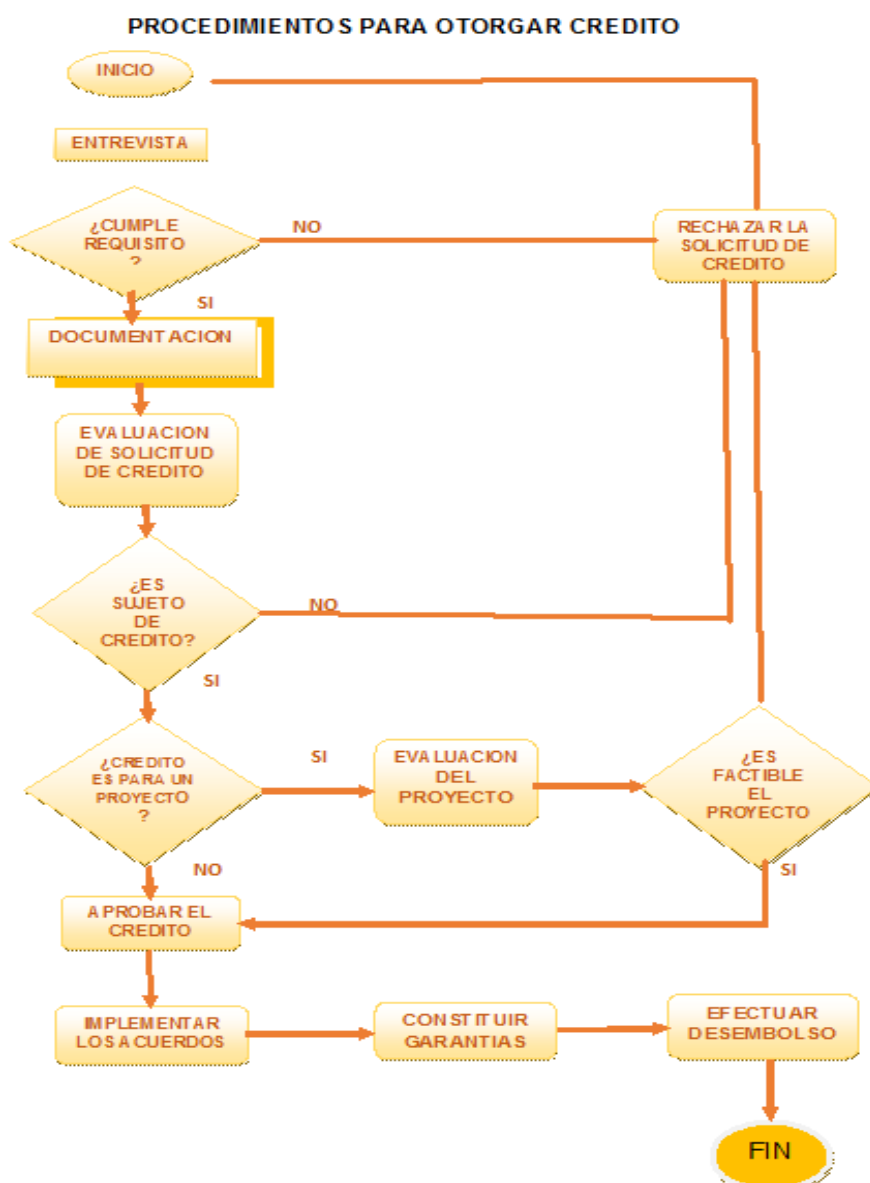 PROCEDIMIENTOS PARA OTORGAR CREDITO
INICIO
ENTREVISTA
¿CUMPLE
REQUISITO
?
NO
RECHAZAR LA
SOLICITUD DE
CREDITO
SI
DOCUMENTACION
EVALUACION
DE SOLICITUD
DE CREDITO
¿ES
SUJETO
DE
CREDITO?
NO
SI
¿CREDITO
ES PARA UN
PROYECTO
?
SI
EVALUACION
DEL
PROYECTO
¿ES
FACTIBLE
EL
PROYECTO
NO
SI
APROBAR EL
CREDITO
IMPLEMENTAR
LOS ACUERDOS
CONSTITUIR
GARANTIAS
EFECTUAR
DESEMBOLSO
FIN